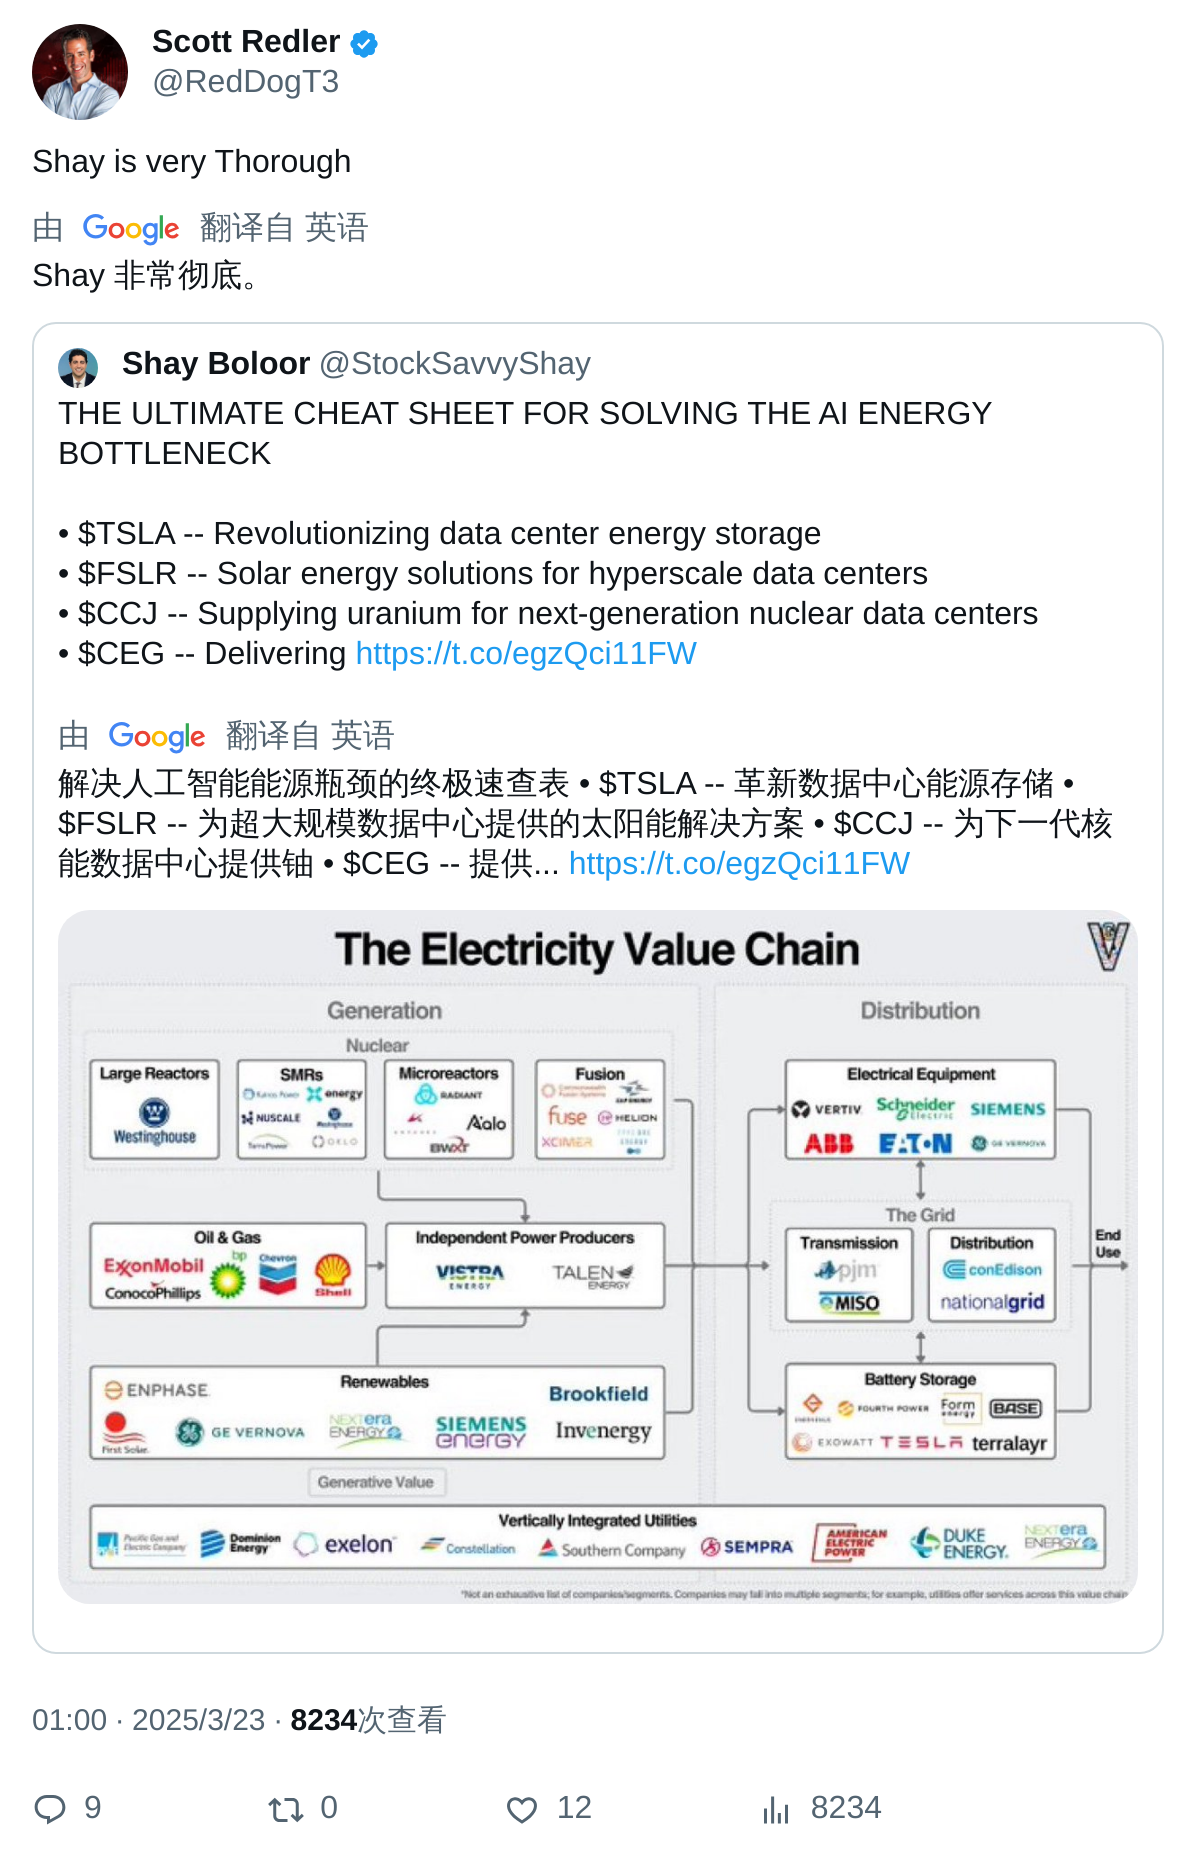 Scott Redler
@RedDogT3
Shay is very Thorough
由 Google 翻译自 英语
Shay 非常彻底。
Shay Boloor @StockSavvyShay
THE ULTIMATE CHEAT SHEET FOR SOLVING THE AI ENERGY
BOTTLENECK
• $TSLA -- Revolutionizing data center energy storage
• $FSLR -- Solar energy solutions for hyperscale data centers
• $CCJ -- Supplying uranium for next-generation nuclear data centers
• $CEG -- Delivering https://t.co/egzQci11FW
由 Google 翻译自 英语
解决人工智能能源瓶颈的终极速查表 • $TSLA -- 革新数据中心能源存储 •
$FSLR -- 为超大规模数据中心提供的太阳能解决方案 • $CCJ -- 为下一代核
能数据中心提供铀 • $CEG -- 提供... https://t.co/egzQci11FW
The Electricity Value Chain
Generation
Nuclear
Large Reactors
Westinghouse
SMRs
energy
NUSCALE
Westinghouse
TerraPower
OKLO
Microreactors
RADIANT
Aalo
BWXT
Fusion
Commonwealth
Fusion Systems
ZAP ENERGY
fuse
HELION
XCIMER
Oil & Gas
ExxonMobil
bp
Chevron
Shell
ConocoPhillips
Independent Power Producers
VISTRA
ENERGY
TALEN
ENERGY
Renewables
ENPHASE
Brookfield
First Solar.
GE VERNOVA
NEXTera
ENERGY
SIEMENS
energy
Invenergy
Generative Value
Distribution
Electrical Equipment
VERTIV
Schneider
Electric
SIEMENS
ABB
EATON
GE VERNOVA
The Grid
Transmission
pjm
MISO
Distribution
conEdison
nationalgrid
End
Use
Battery Storage
FOURTH POWER
Form
energy
BASE
EXOWATT
TESLA
terralayr
Vertically Integrated Utilities
Pacific Gas and
Electric Company
Dominion
Energy
exelon
Constellation
Southern Company
SEMPRA
AMERICAN
ELECTRIC
POWER
DUKE
ENERGY.
NEXTera
ENERGY
*Not an exhaustive list of companies/segments. Companies may fall into multiple segments; for example, utilities offer services across this value chain
01:00 · 2025/3/23 · 8234次查看
9
0
12
8234